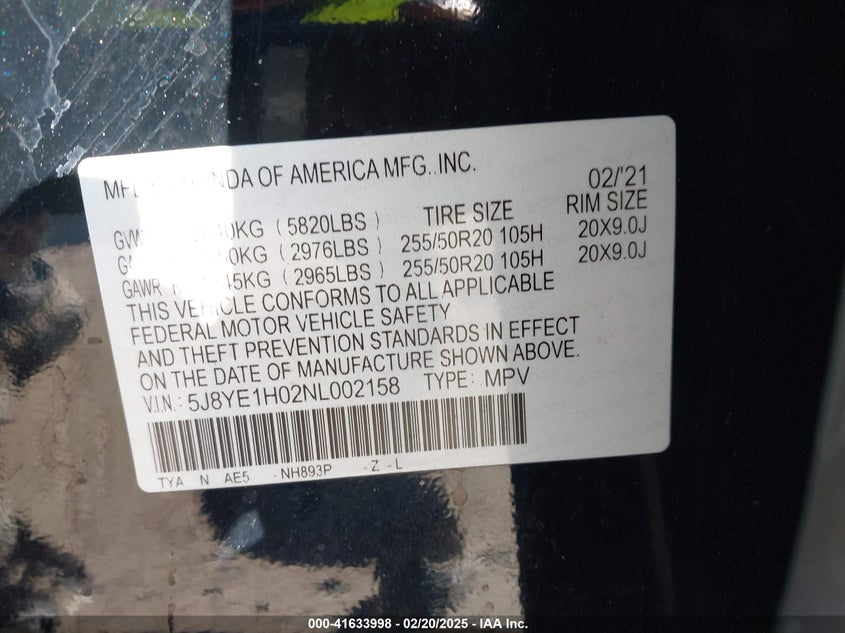 OF AMERICA MFG., INC. 02/'21
(5820LBS) TIRE SIZE RIM SIZE
(2976LBS) 255/50R20 105H 20X9.0J
GAWR (2965LBS) 255/50R20 105H 20X9.0J
THIS VEHICLE CONFORMS TO ALL APPLICABLE
FEDERAL MOTOR VEHICLE SAFETY
AND THEFT PREVENTION STANDARDS IN EFFECT
ON THE DATE OF MANUFACTURE SHOWN ABOVE.
V.I.N.: 5J8YE1H02NL002158 TYPE: MPV
TYA N AE5 -NH893P -Z -L
000-41633998 - 02/20/2025 - IAA Inc.